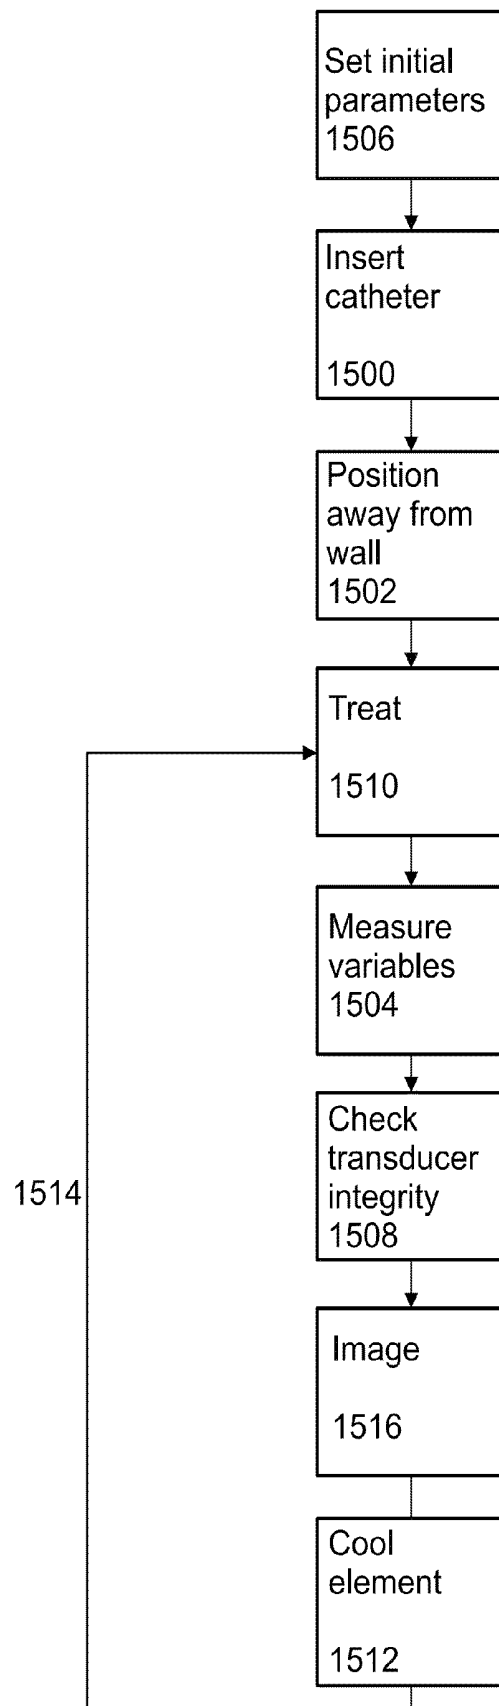 Set initial
parameters
1506
Insert
catheter
1500
Position
away from
wall
1502
Treat
1510
Measure
variables
1504
Check
transducer
integrity
1508
1514
Image
1516
Cool
element
1512